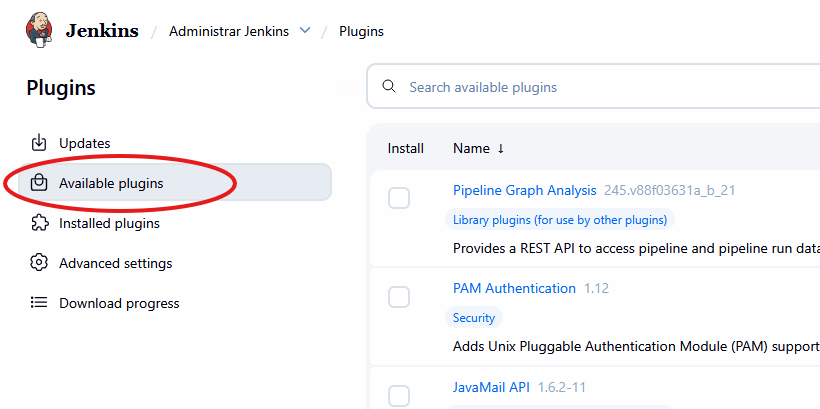 Jenkins / Administrar Jenkins / Plugins
Plugins
Updates
Available plugins
Installed plugins
Advanced settings
Download progress
Search available plugins
Install Name ↓
Pipeline Graph Analysis 245.v88f03631a_b_21
Library plugins (for use by other plugins)
Provides a REST API to access pipeline and pipeline run data
PAM Authentication 1.12
Security
Adds Unix Pluggable Authentication Module (PAM) support
JavaMail API 1.6.2-11